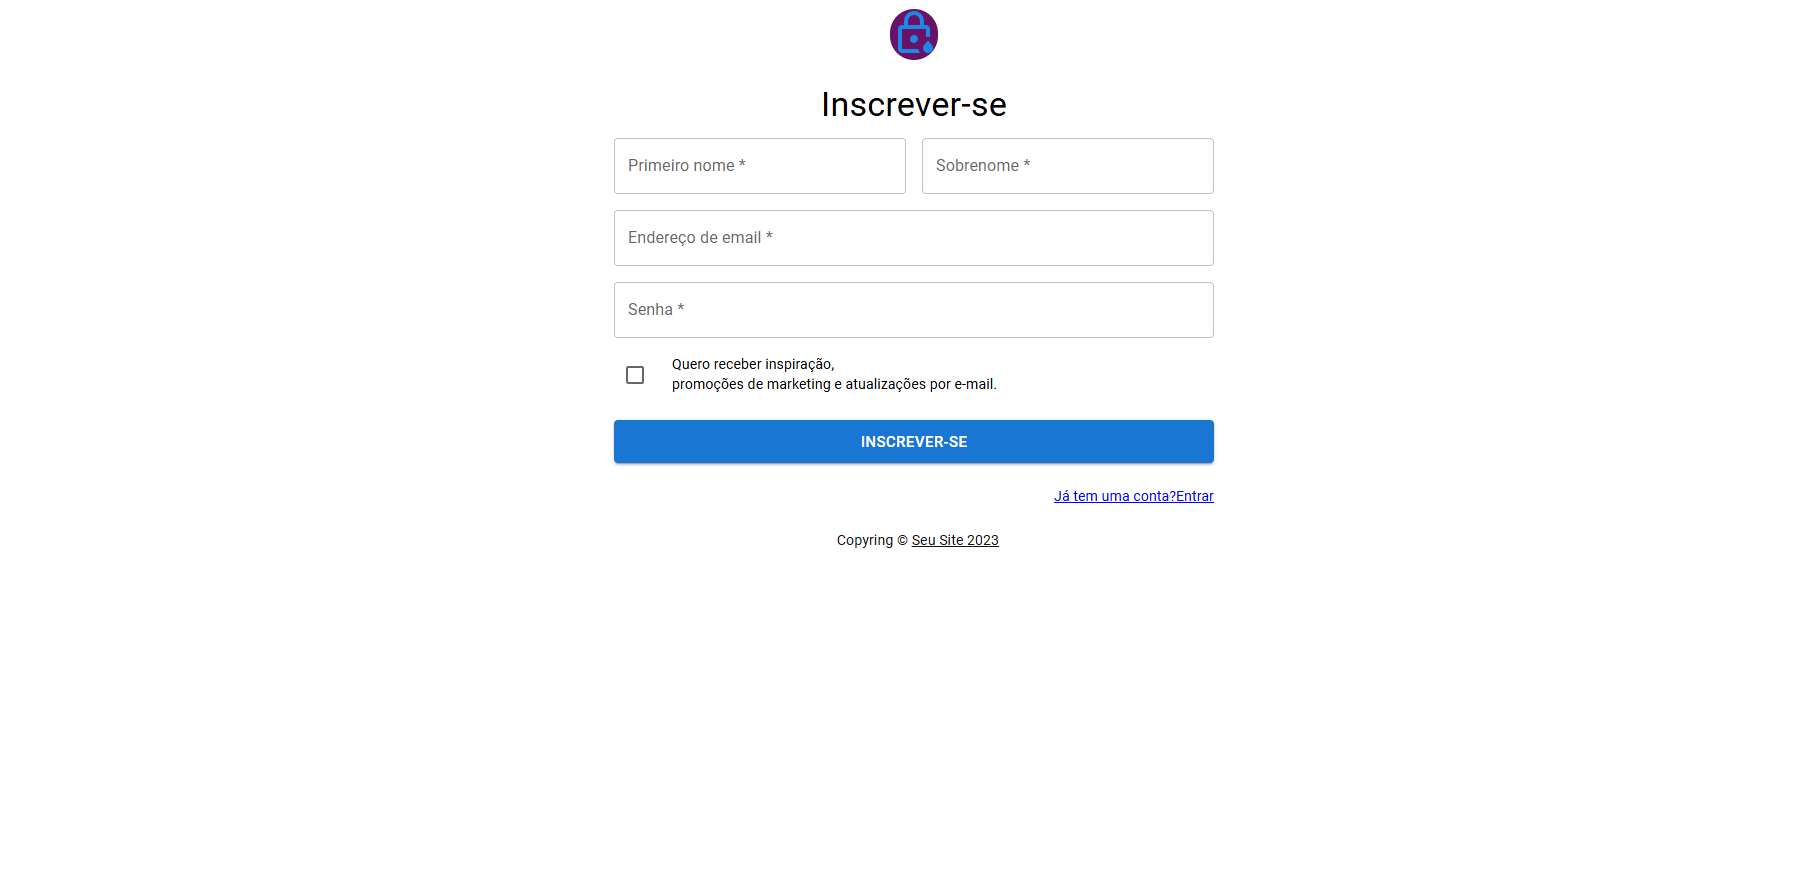 Inscrever-se
Primeiro nome *
Sobrenome *
Endereço de email *
Senha *
Quero receber inspiração,
promoções de marketing e atualizações por e-mail.
INSCREVER-SE
Já tem uma conta?Entrar
Copyring © Seu Site 2023